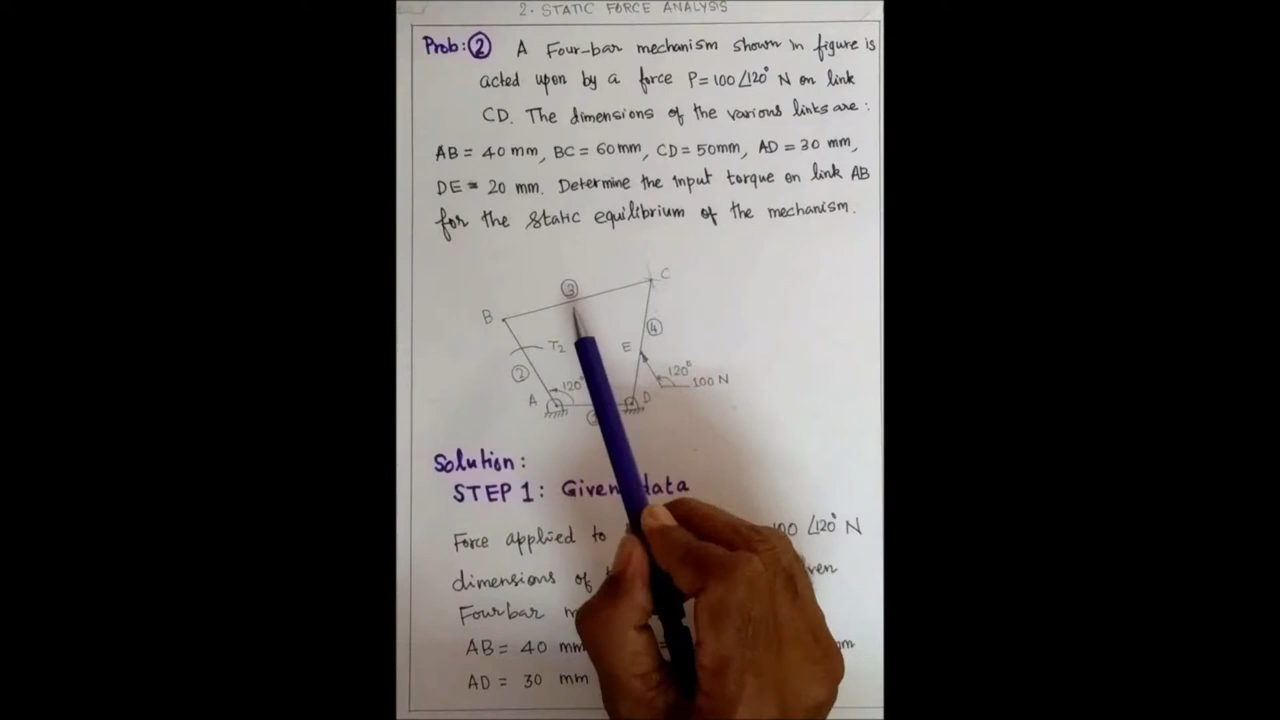 2. STATIC FORCE ANALYSIS
Prob: ② A Four-bar mechanism shown in figure is
acted upon by a force P = 100 ∠120° N on link
CD. The dimensions of the various links are:
AB = 40 mm, BC = 60mm, CD = 50mm, AD = 30 mm,
DE = 20 mm. Determine the input torque on link AB
for the static equilibrium of the mechanism.
C
③
B
④
T2
E
②
120°
120°
100 N
A
D
Solution:
STEP 1: Given data
Force applied to 100 ∠120° N
dimensions of
Fourbar
AB = 40 mm
AD = 30 mm